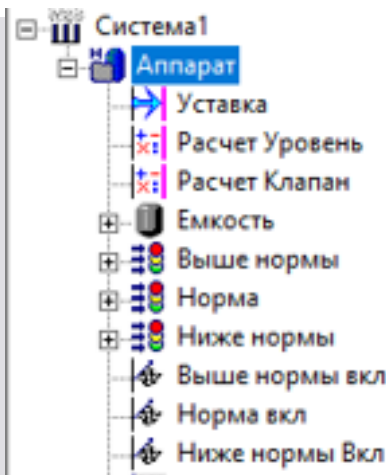 Система1
Аппарат
Уставка
Расчет Уровень
Расчет Клапан
Емкость
Выше нормы
Норма
Ниже нормы
Выше нормы вкл
Норма вкл
Ниже нормы Вкл